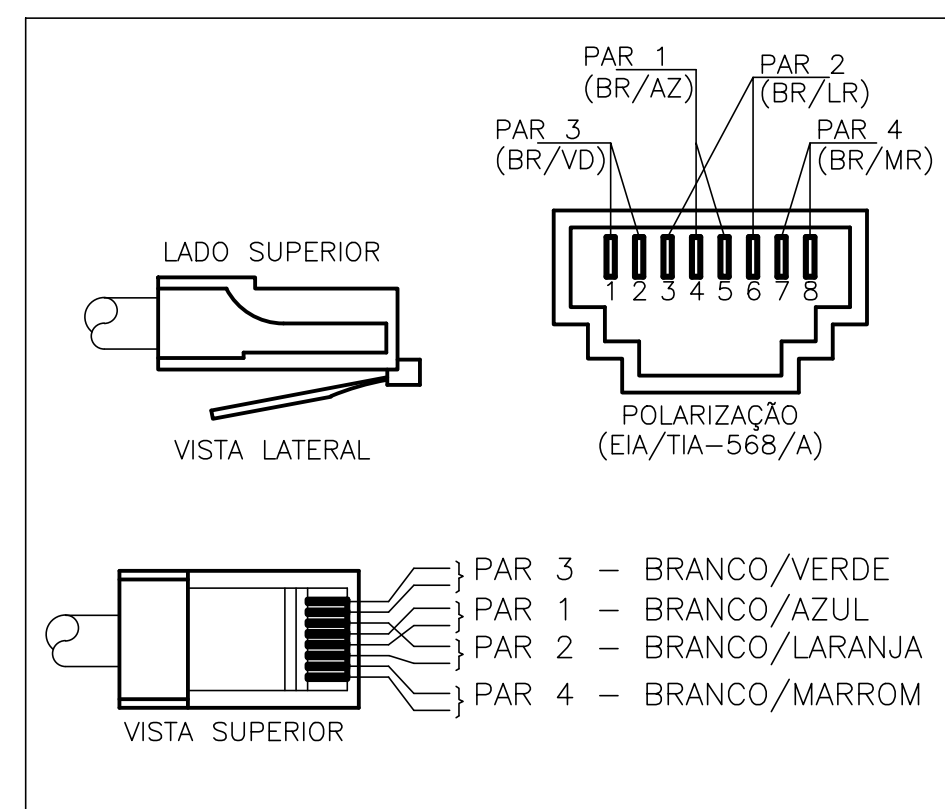 PAR 1
(BR/AZ)
PAR 2
(BR/LR)
PAR 3
(BR/VD)
PAR 4
(BR/MR)
LADO SUPERIOR
1 2 3 4 5 6 7 8
POLARIZAÇÃO
(EIA/TIA-568/A)
VISTA LATERAL
} PAR 3 - BRANCO/VERDE
} PAR 1 - BRANCO/AZUL
} PAR 2 - BRANCO/LARANJA
} PAR 4 - BRANCO/MARROM
VISTA SUPERIOR